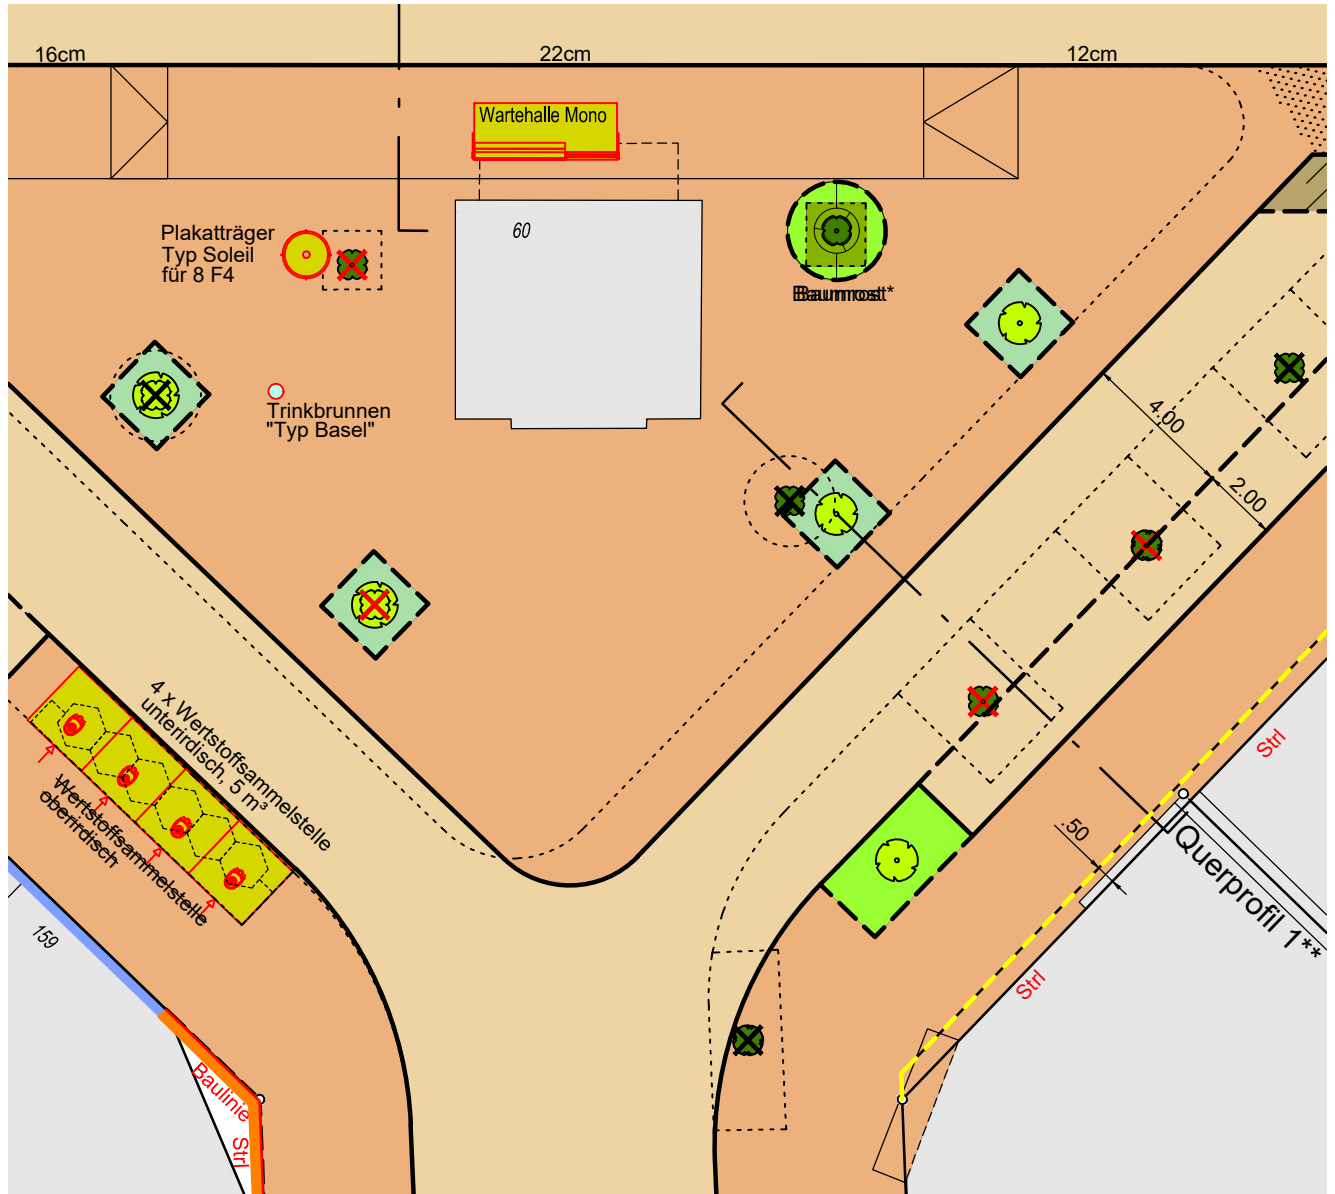 16cm
22cm
12cm
Wartehalle Mono
60
Plakatträger
Typ Soleil
für 8 F4
Baumrost*
Trinkbrunnen
"Typ Basel"
4.00
2.00
4 x Wertstoffsammelstelle
unterirdisch, 5 m³
Wertstoffsammelstelle
oberirdisch
Strl
.50
Querprofil 1**
159
Strl
Baulinie
Strl